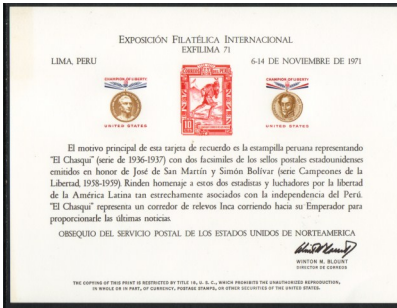 EXPOSICIÓN FILATÉLICA INTERNACIONAL
EXFILIMA 71
LIMA, PERU 6-14 DE NOVIEMBRE DE 1971
CHAMPION OF LIBERTY CHAMPION OF LIBERTY
10
UNITED STATES UNITED STATES
El motivo principal de esta tarjeta de recuerdo es la estampilla peruana representando
"El Chasqui" (serie de 1936-1937) con dos facsimiles de los sellos postales estadounidenses
emitidos en honor de José de San Martín y Simón Bolívar (serie Campeones de la
Libertad, 1958-1959). Rinden homenaje a estos dos estadistas y luchadores por la libertad
de la América Latina tan estrechamente asociados con la independencia del Perú.
"El Chasqui" representa un corredor de relevos Inca corriendo hacia su Emperador para
proporcionarle las últimas noticias.
OBSEQUIO DEL SERVICIO POSTAL DE LOS ESTADOS UNIDOS DE NORTEAMERICA
WINTON M. BLOUNT
DIRECTOR DE CORREOS
THE COPYING OF THIS PRINT IS RESTRICTED BY TITLE 18, U. S. C., WHICH PROHIBITS THE UNAUTHORIZED REPRODUCTION,
IN WHOLE OR IN PART, OF CURRENCY, POSTAGE STAMPS, OR OTHER SECURITIES OF THE UNITED STATES.